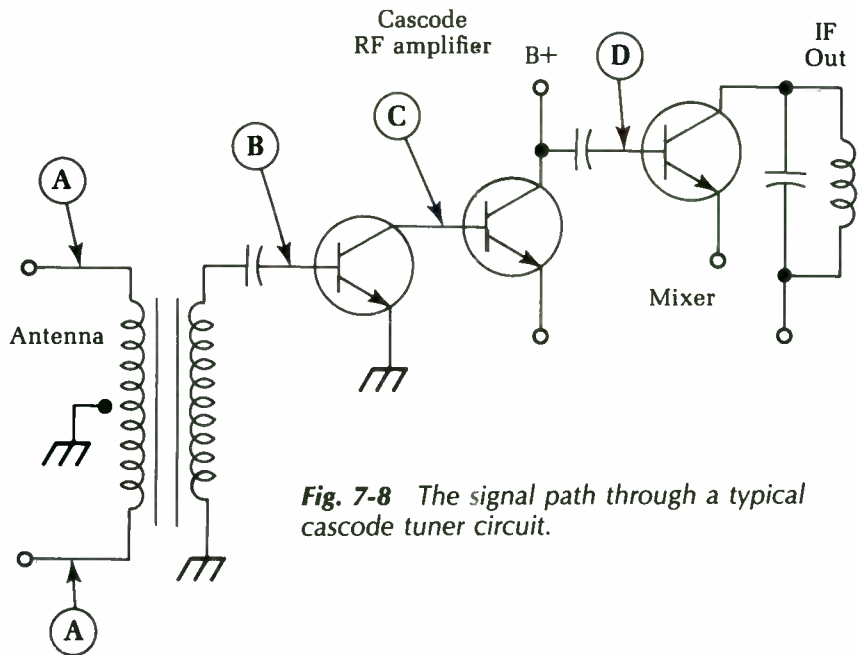 Cascode
RF amplifier
B+
D
IF
Out
C
B
A
Antenna
Mixer
Fig. 7-8 The signal path through a typical
cascode tuner circuit.
A